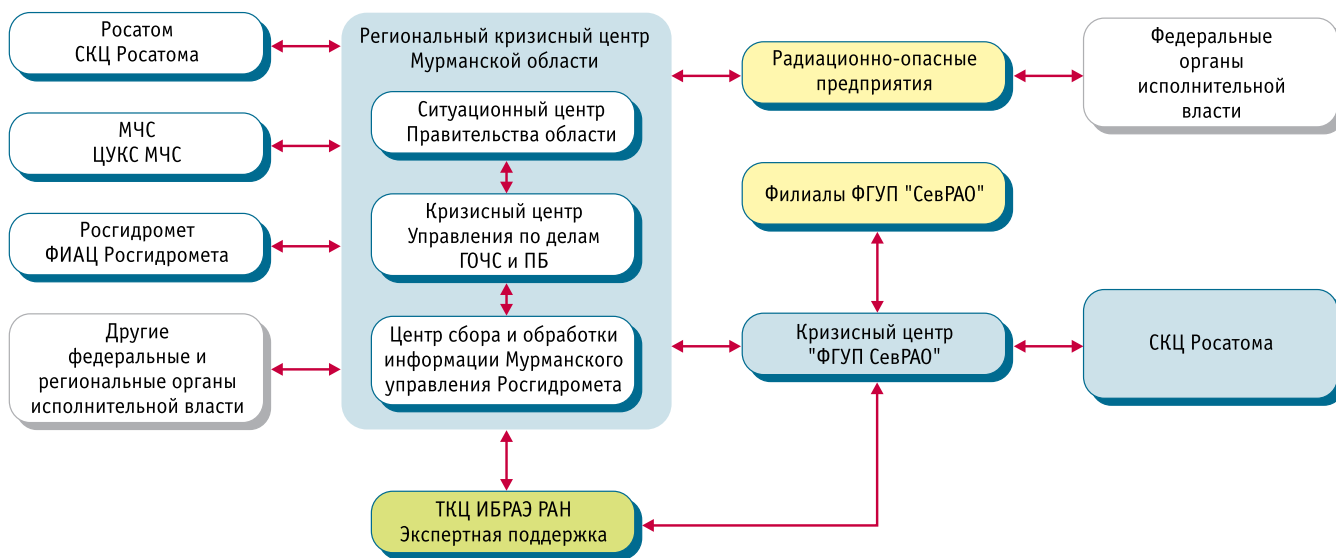 Росатом
СКЦ Росатома
МЧС
ЦУКС МЧС
Росгидромет
ФИАЦ Росгидромета
Другие
федеральные и
региональные органы
исполнительной власти
Региональный кризисный центр
Мурманской области
Ситуационный центр
Правительства области
Кризисный центр
Управления по делам
ГОЧС и ПБ
Центр сбора и обработки
информации Мурманского
управления Росгидромета
ТКЦ ИБРАЭ РАН
Экспертная поддержка
Радиационно-опасные
предприятия
Филиалы ФГУП "СевРАО"
Кризисный центр
"ФГУП СевРАО"
Федеральные
органы
исполнительной
власти
СКЦ Росатома